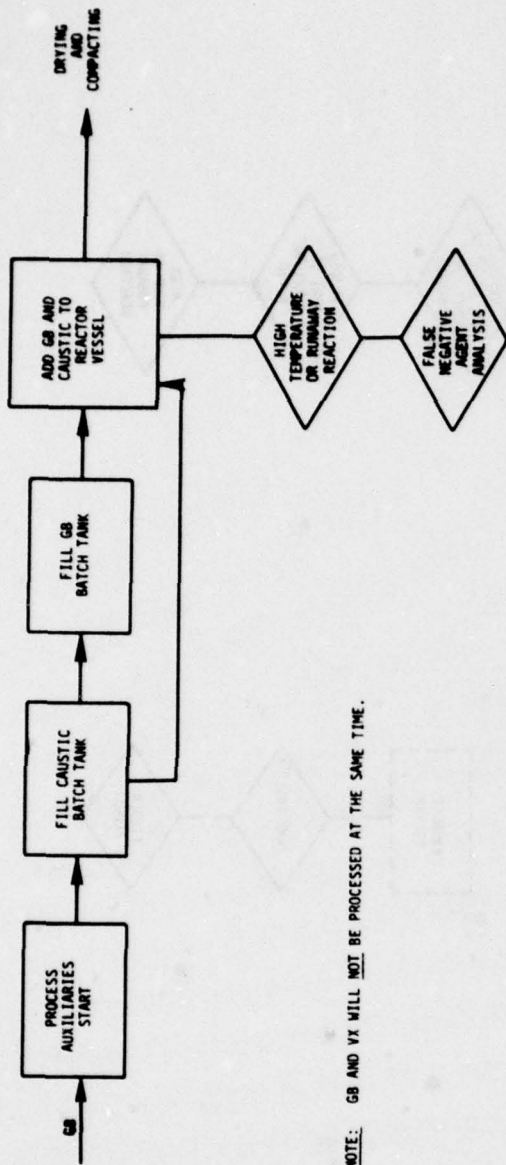 GB
PROCESS
AUXILIARIES
START
FILL CAUSTIC
BATCH TANK
FILL GB
BATCH TANK
ADD GB AND
CAUSTIC TO
REACTOR
VESSEL
DRYING
AND
COMPACTING
HIGH
TEMPERATURE
OR RUNAWAY
REACTION
FALSE
NEGATIVE
AGENT
ANALYSIS
NOTE: GB AND VX WILL NOT BE PROCESSED AT THE SAME TIME.